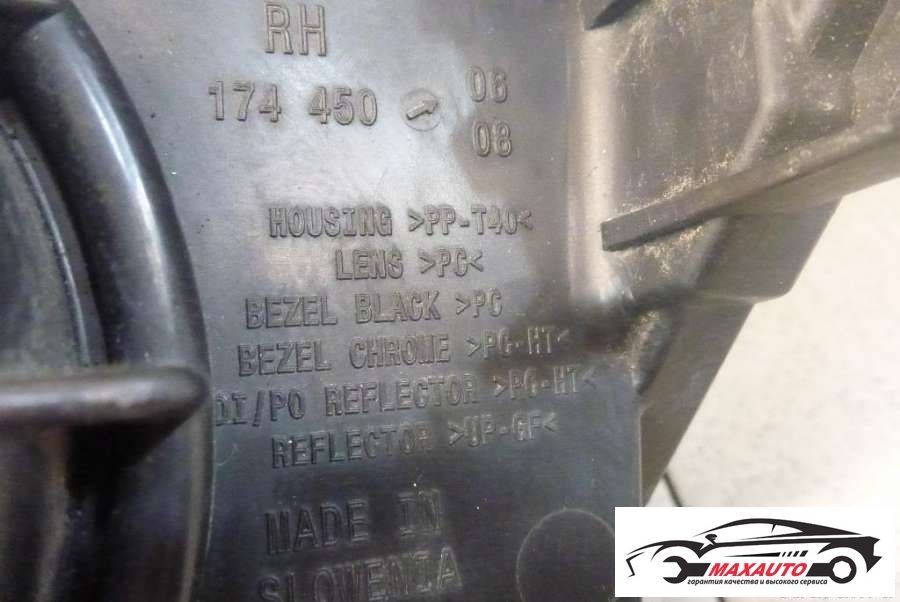 RH
174 450 06
08
HOUSING >PP-T40<
LENS >PC<
BEZEL BLACK >PC
BEZEL CHROME >PC-HT<
DI/PO REFLECTOR >PC-HT<
REFLECTOR >UP-GF<
MADE IN
SLOWENIA
MAXAUTO
гарантия качества и высокого сервиса